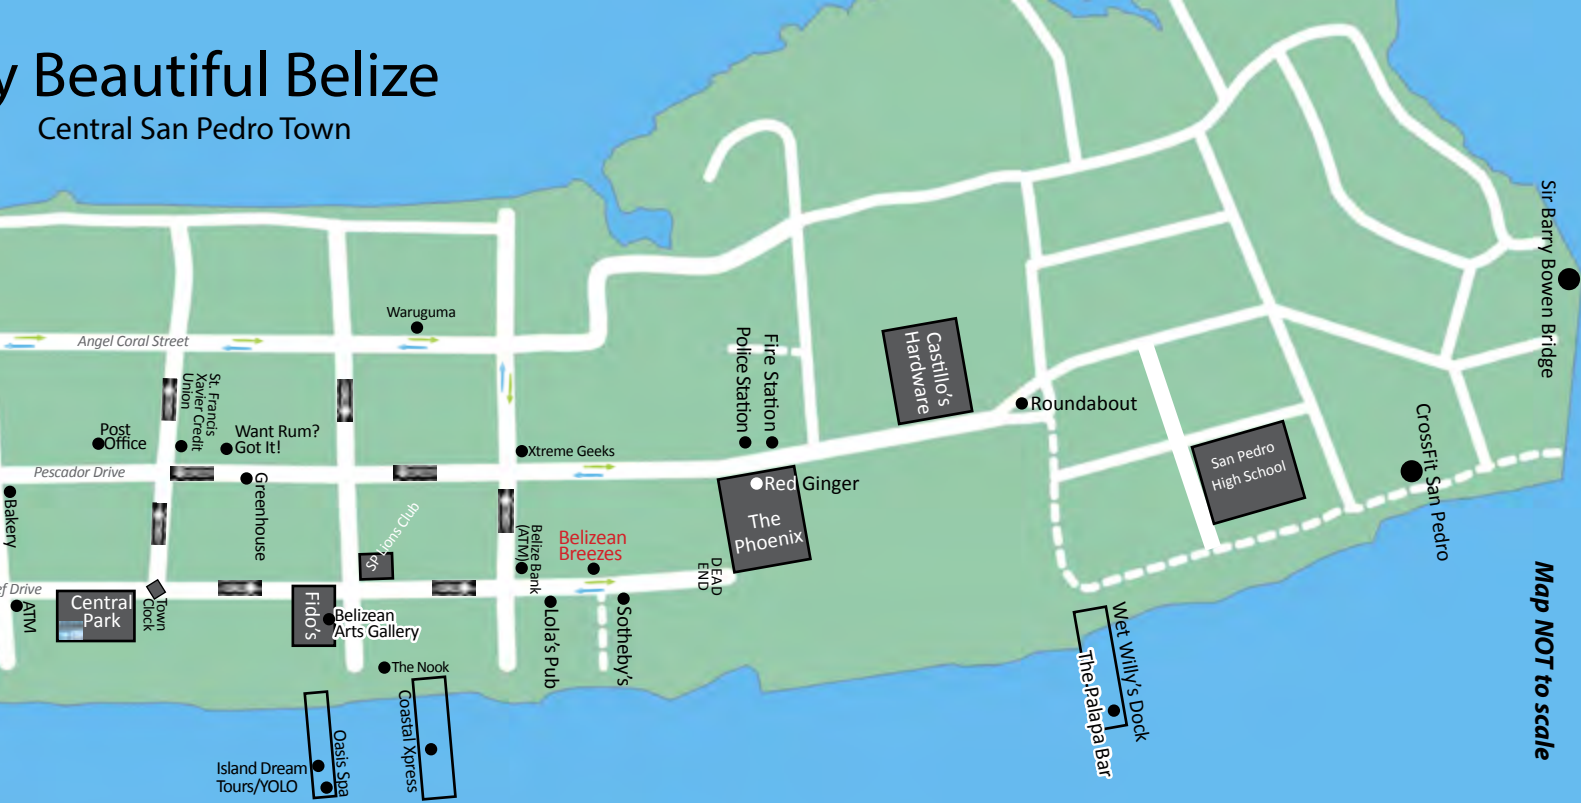 y Beautiful Belize
Central San Pedro Town
Waruguma
Angel Coral Street
St. Francis
Xavier Credit
Union
Post
Office
Want Rum?
Got It!
Pescador Drive
Greenhouse
Bakery
Xtreme Geeks
SP Lions Club
Belize Bank
(ATM)
Belizean
Breezes
ef Drive
ATM
Central
Park
Town
Clock
Fido's
Belizean
Arts Gallery
The Nook
Lola's Pub
Sotheby's
DEAD
END
Coastal Xpress
Oasis Spa
Island Dream
Tours/YOLO
Police Station
Fire Station
Red Ginger
The
Phoenix
Castillo's
Hardware
Roundabout
San Pedro
High School
CrossFit San Pedro
Sir Barry Bowen Bridge
Wet Willy's Dock
The Palapa Bar
Map NOT to scale